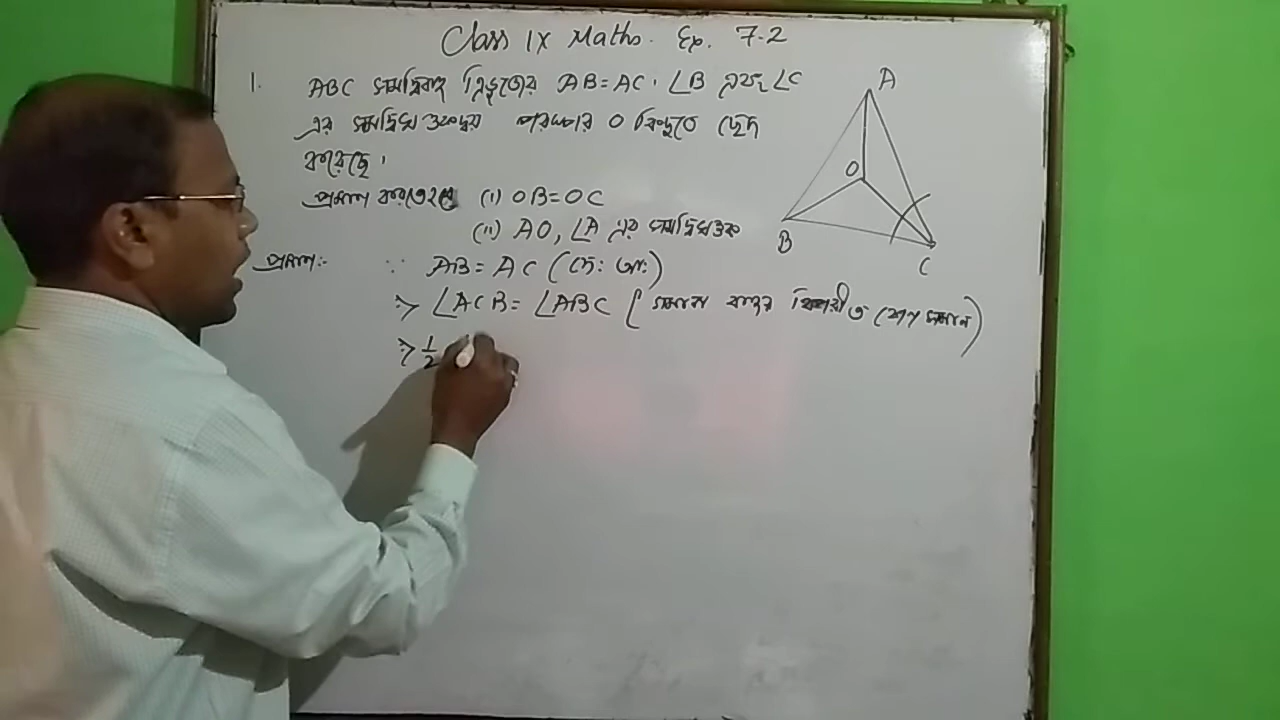 Class IX Maths. Ex. 7.2
1. ABC সমদ্বিবাহু ত্রিভুজের AB=AC, ∠B এবং ∠C
এর সমদ্বিখণ্ডকদ্বয় পরস্পর O বিন্দুতে ছেদ
করেছে।
প্রমাণ করতে হবে (i) OB=OC
(ii) AO, ∠A এর সমদ্বিখণ্ডক
প্রমাণ: ∵ AB=AC (দে: আ:)
⇒ ∠ACB=∠ABC [সমান বাহুর বিপরীত কোণ সমান)
⇒ 1/2
A
O
B
C